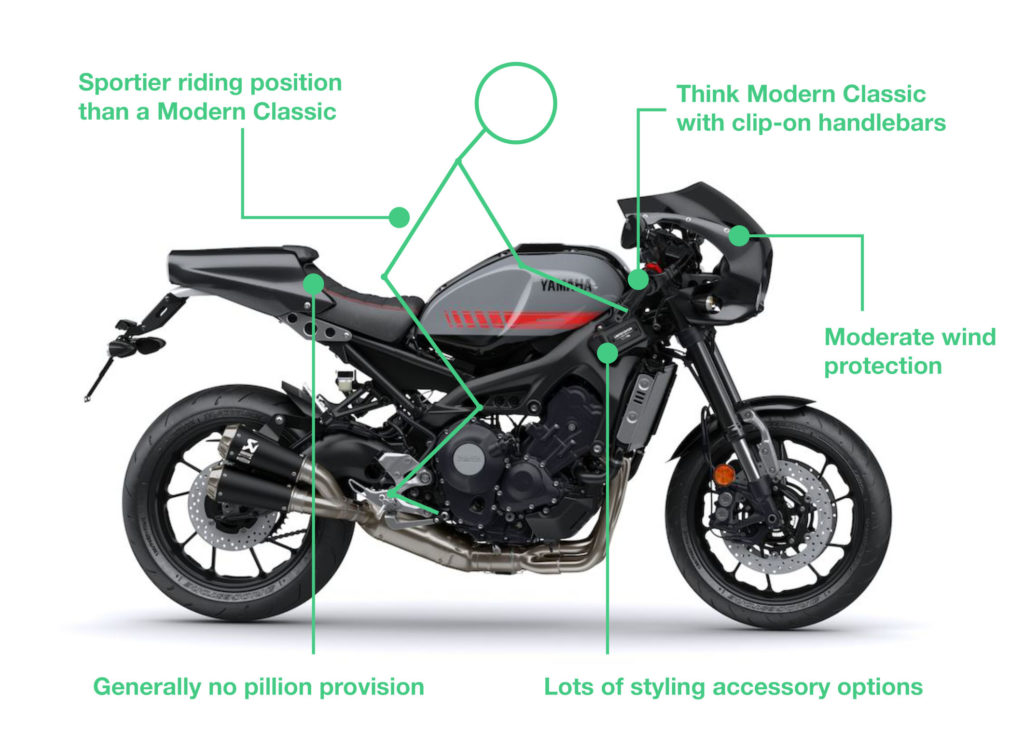 Sportier riding position
than a Modern Classic
Think Modern Classic
with clip-on handlebars
YAMAHA
Moderate wind
protection
Generally no pillion provision
Lots of styling accessory options